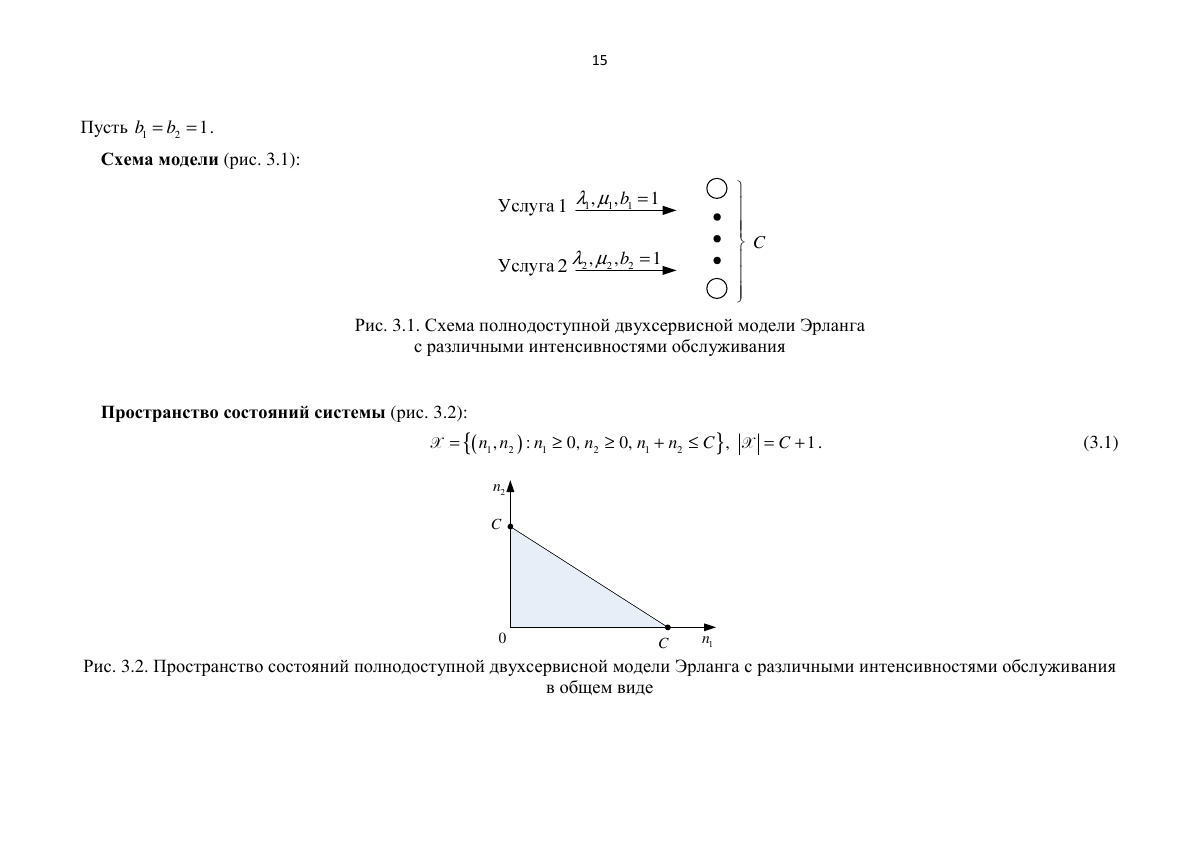 15
Пусть b₁ = b₂ = 1.
Схема модели (рис. 3.1):
Услуга 1 λ₁, μ₁, b₁ = 1
Услуга 2 λ₂, μ₂, b₂ = 1
C
Рис. 3.1. Схема полнодоступной двухсервисной модели Эрланга
с различными интенсивностями обслуживания
Пространство состояний системы (рис. 3.2):
𝒳 = {(n₁, n₂) : n₁ ≥ 0, n₂ ≥ 0, n₁ + n₂ ≤ C}, |𝒳| = C + 1. (3.1)
n₂
C
0
C
n₁
Рис. 3.2. Пространство состояний полнодоступной двухсервисной модели Эрланга с различными интенсивностями обслуживания
в общем виде